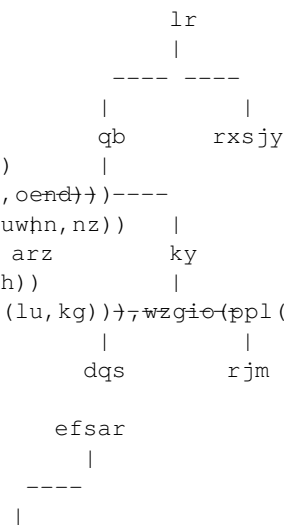 lr
|
---- ----
| |
qb rxsjy
) |
,oend)))----
uwhn,nz)) |
arz ky
h)) |
(lu,kg))),wzgio(ppl(
| |
dqs rjm
efsar
|
----
|